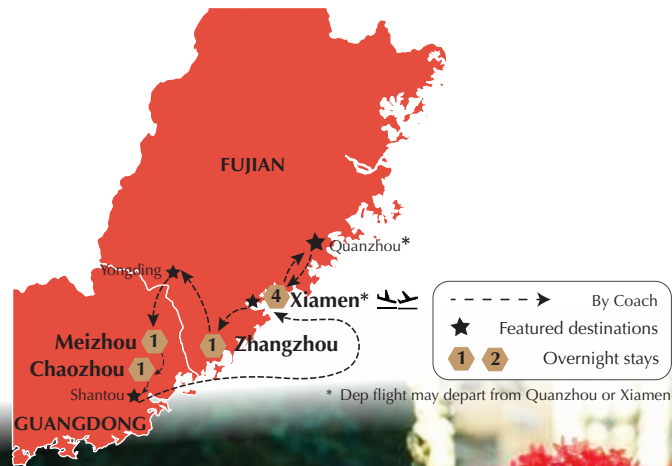 FUJIAN
Quanzhou*
Yongding
4 Xiamen*
Meizhou 1
1 Zhangzhou
Chaozhou 1
Shantou
GUANGDONG
By Coach
Featured destinations
1 2 Overnight stays
* Dep flight may depart from Quanzhou or Xiamen